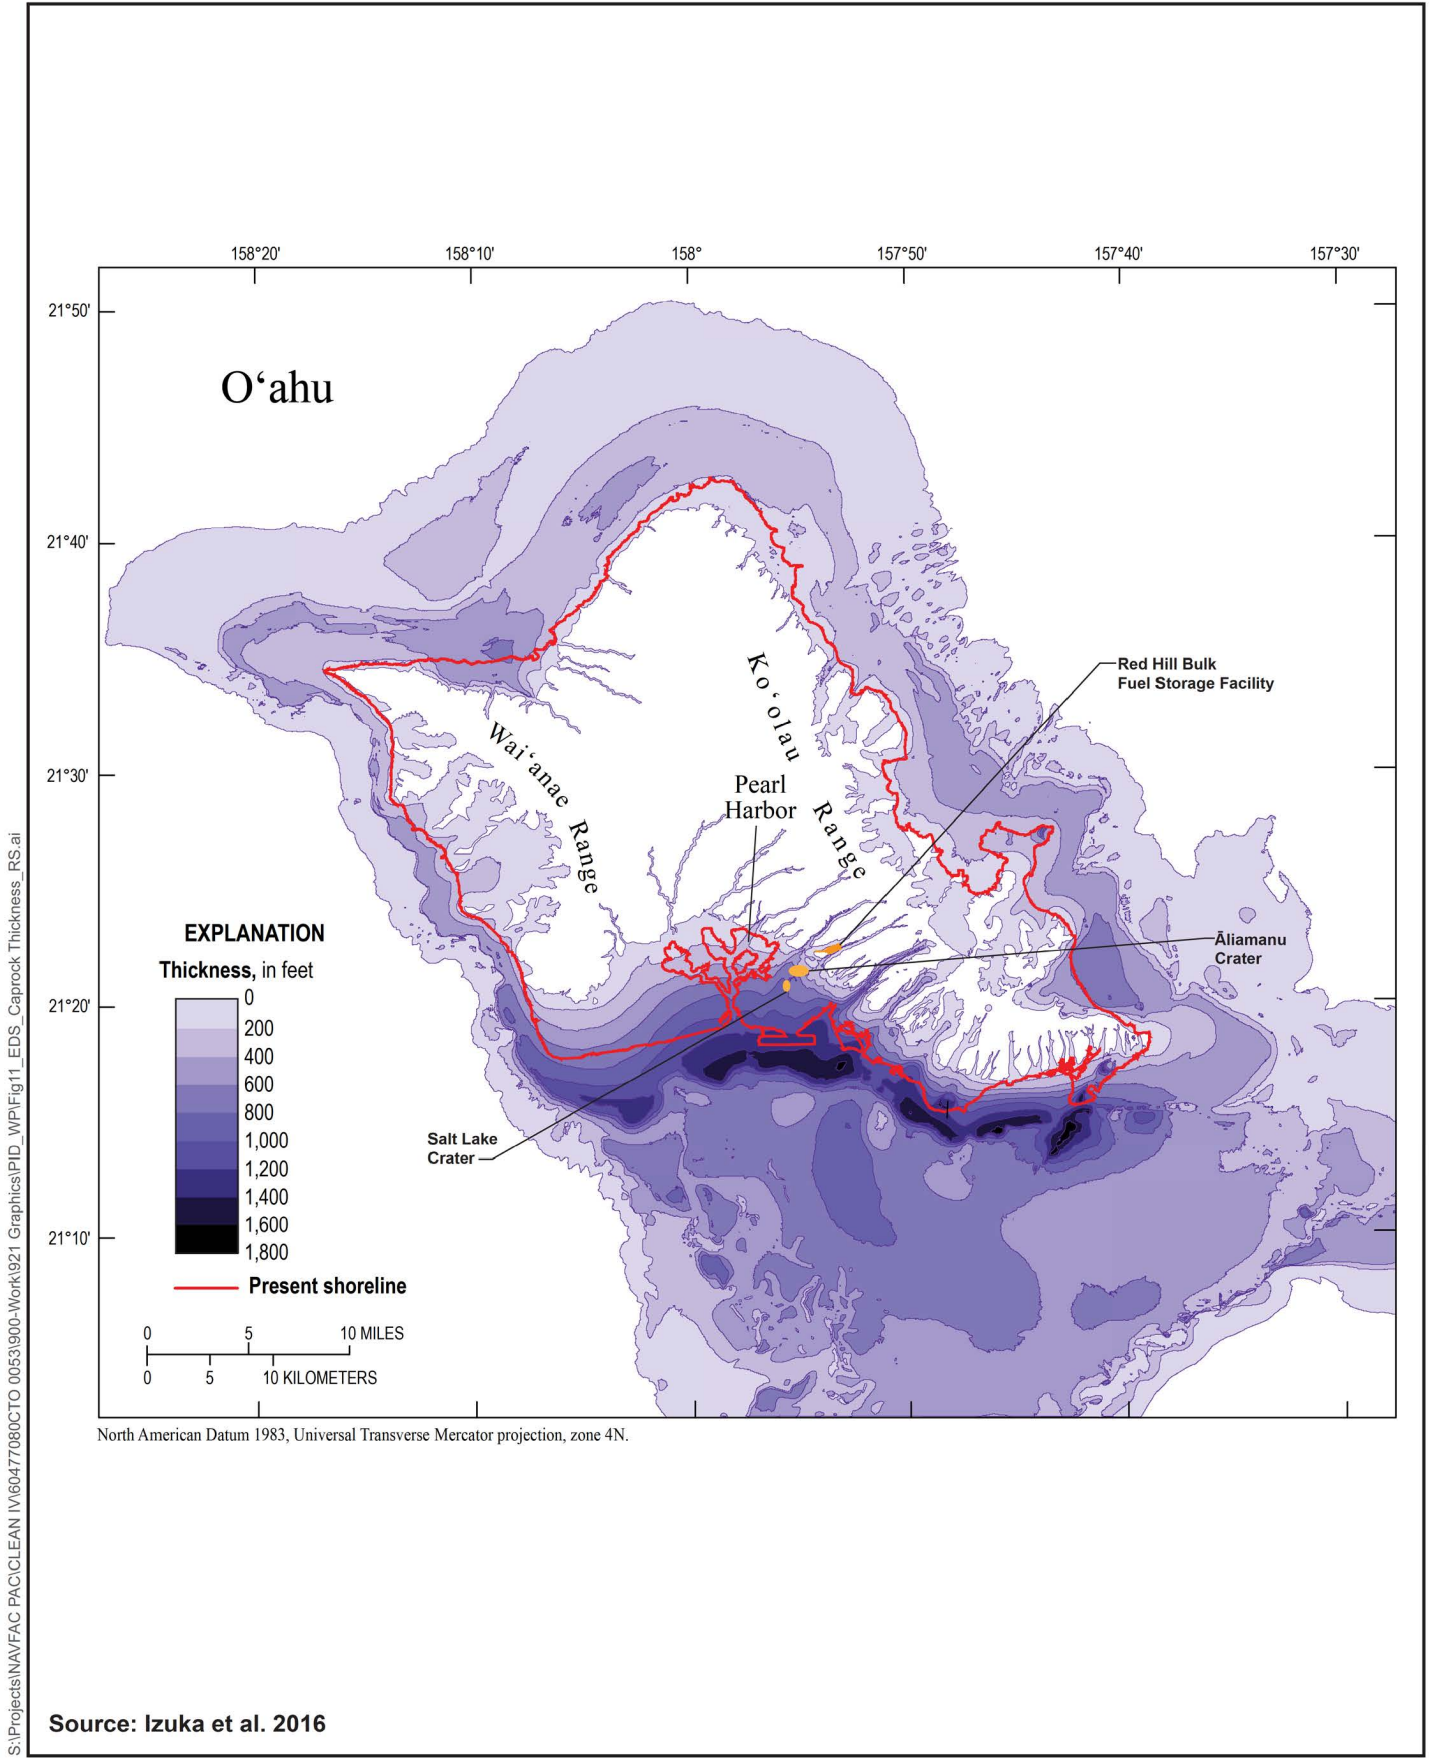 158°20'
158°10'
158°
157°50'
157°40'
157°30'
21°50'
O‘ahu
21°40'
Ko‘olau
Range
Red Hill Bulk
Fuel Storage Facility
Wai‘anae
Range
21°30'
Pearl
Harbor
EXPLANATION
Thickness, in feet
Āliamanu
Crater
0
200
400
600
800
1,000
1,200
1,400
1,600
1,800
21°20'
Salt Lake
Crater
21°10'
Present shoreline
0 5 10 MILES
0 5 10 KILOMETERS
North American Datum 1983, Universal Transverse Mercator projection, zone 4N.
Source: Izuka et al. 2016
S:\Projects\NAVFAC PAC\CLEAN IV\60477708CTO 0053\900-Work\921 Graphics\PID_WP\Fig11_EDS_Caprock Thickness_RS.ai